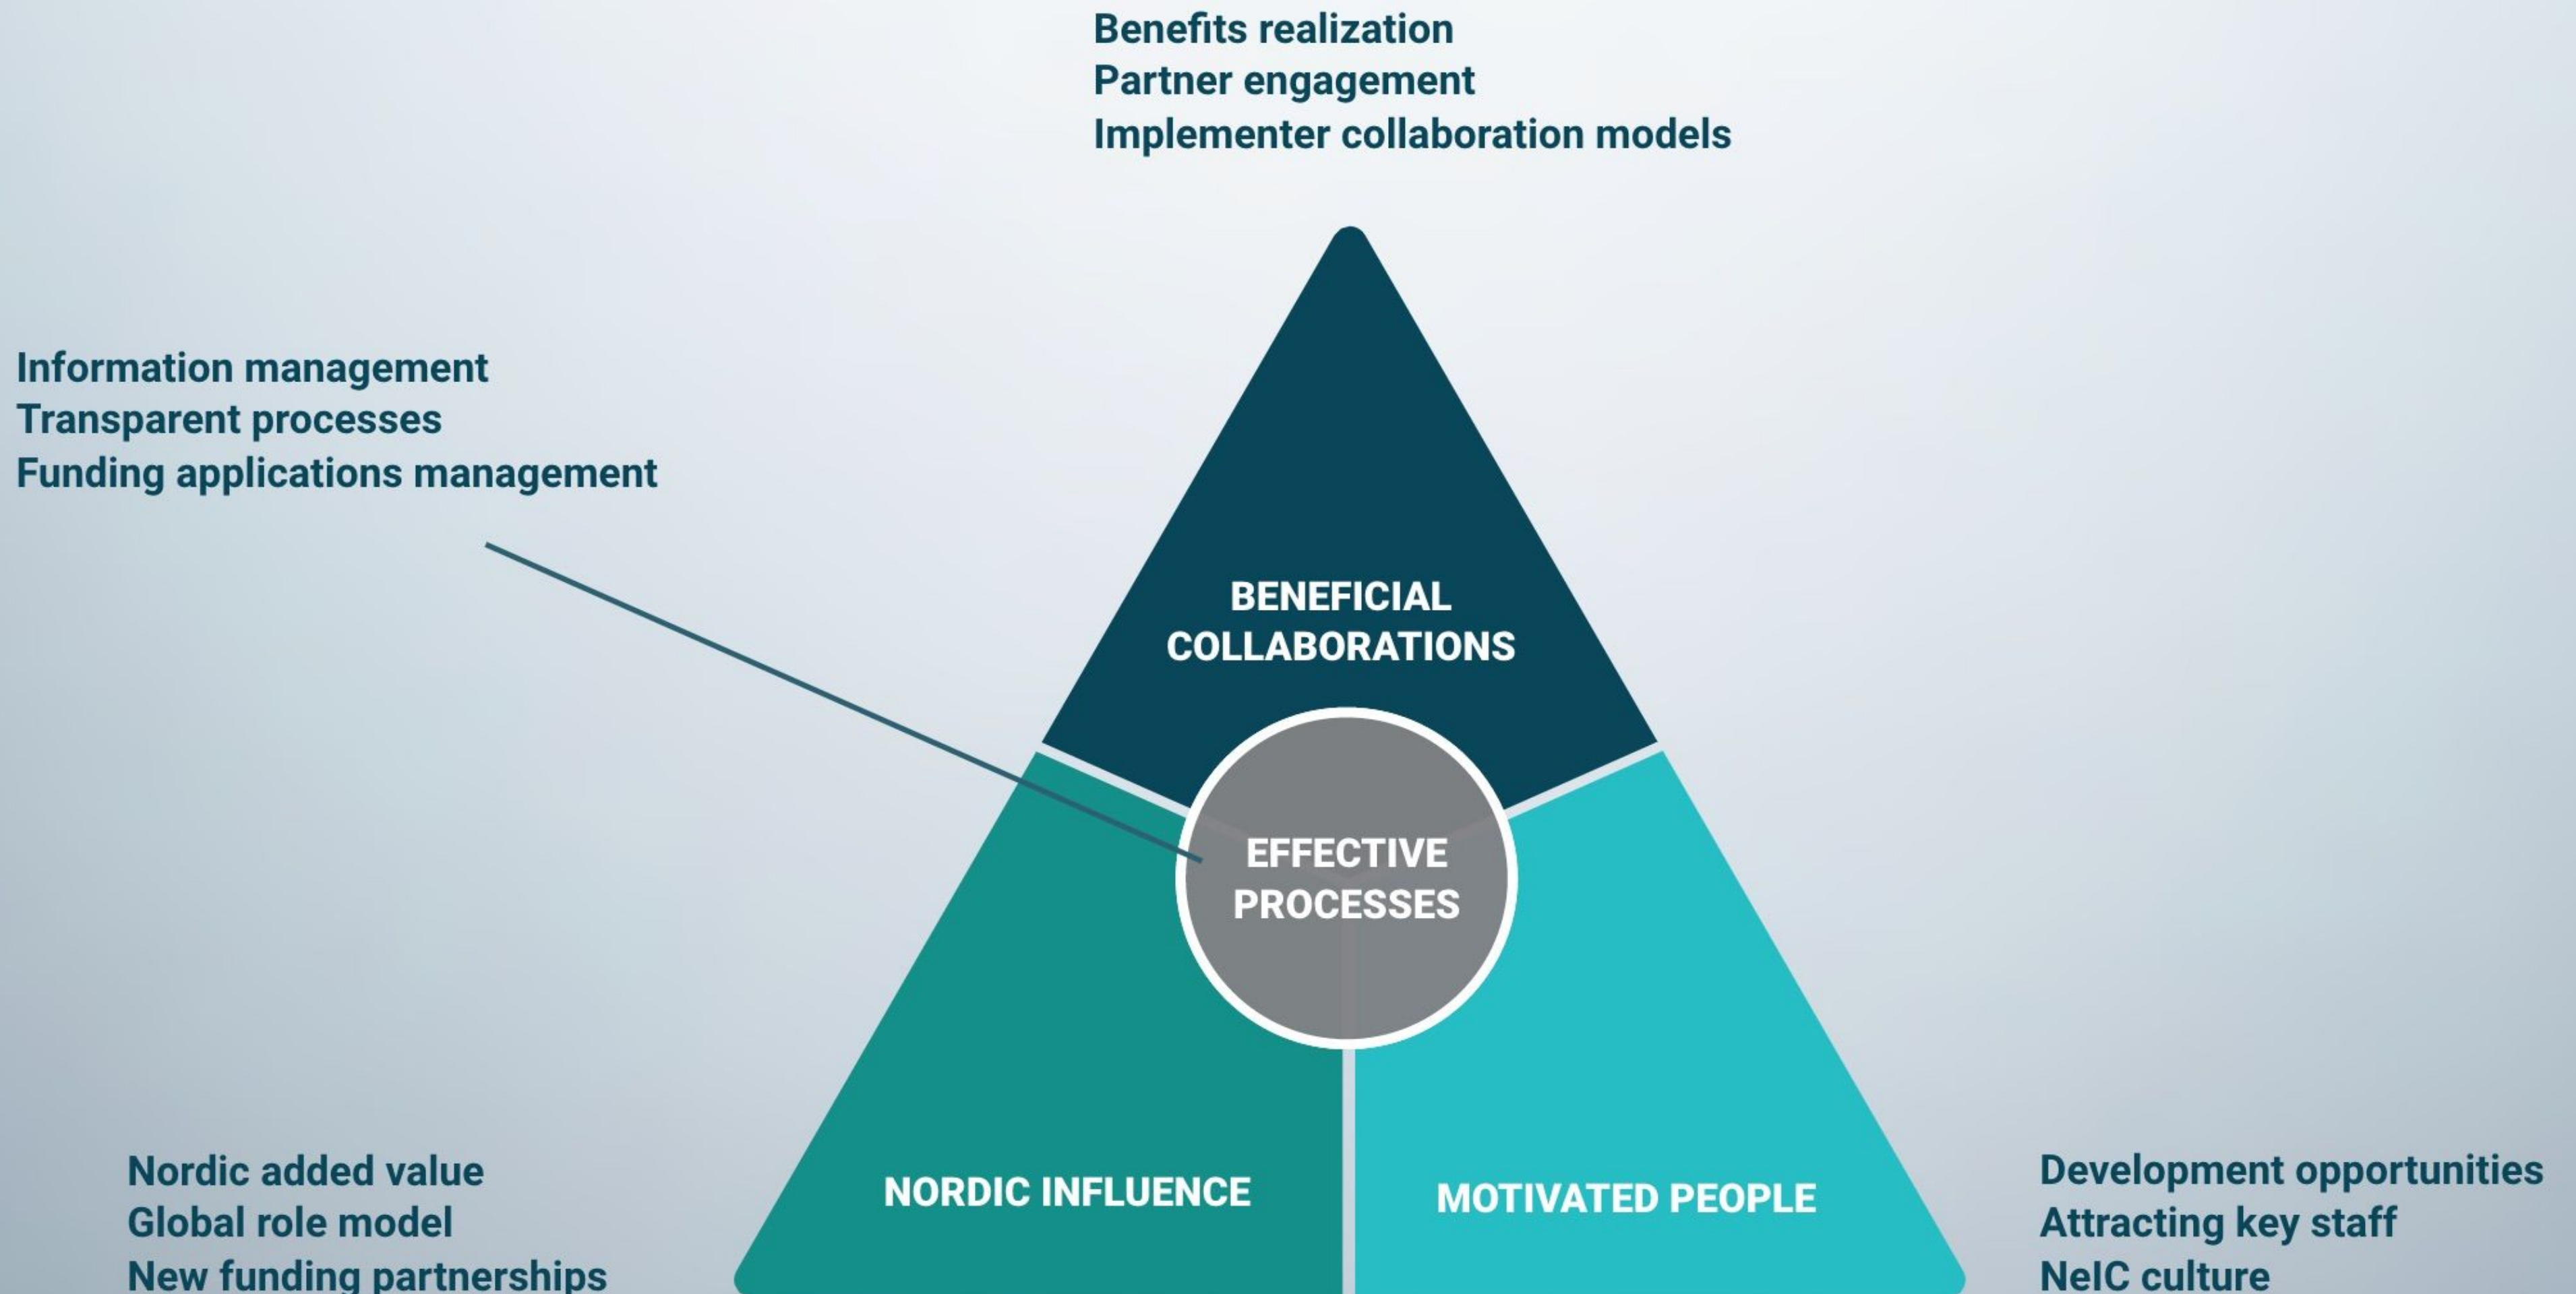 Benefits realization
Partner engagement
Implementer collaboration models
Information management
Transparent processes
Funding applications management
BENEFICIAL
COLLABORATIONS
EFFECTIVE
PROCESSES
NORDIC INFLUENCE
MOTIVATED PEOPLE
Nordic added value
Global role model
New funding partnerships
Development opportunities
Attracting key staff
NeIC culture